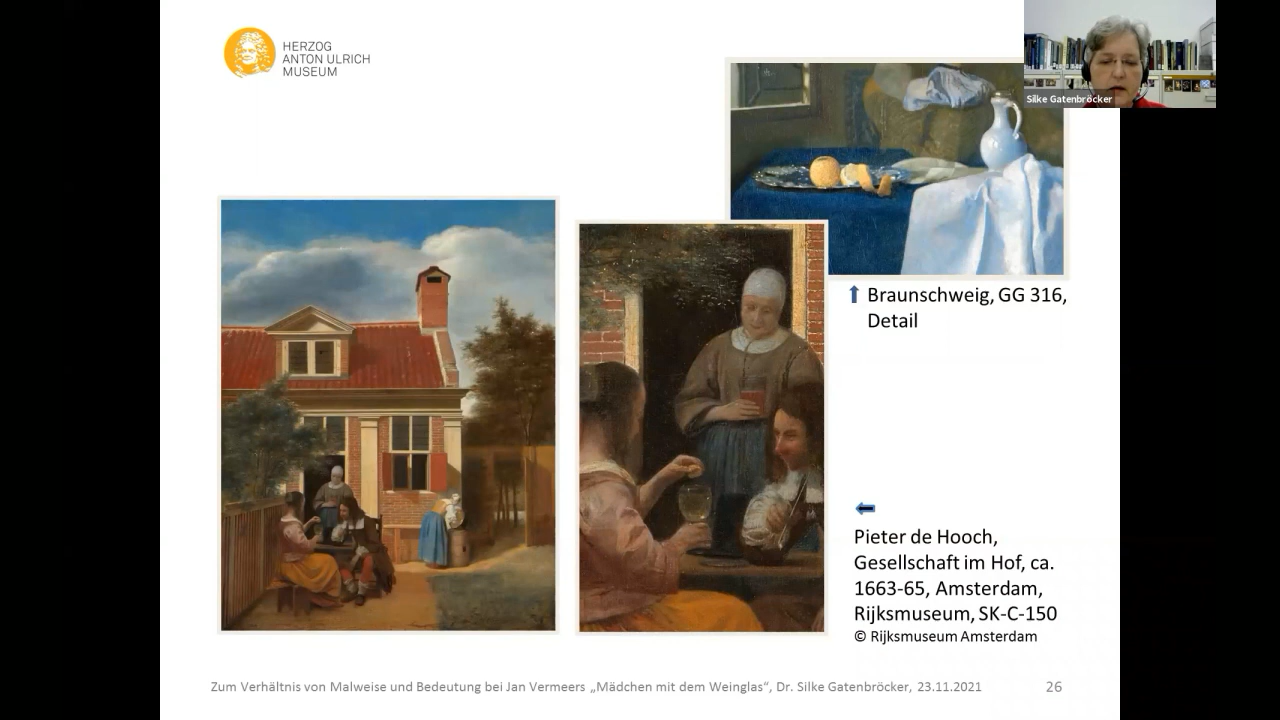 HERZOG
ANTON ULRICH
MUSEUM
Silke Gatenbröcker
Braunschweig, GG 316,
Detail
Pieter de Hooch,
Gesellschaft im Hof, ca.
1663-65, Amsterdam,
Rijksmuseum, SK-C-150
© Rijksmuseum Amsterdam
Zum Verhältnis von Malweise und Bedeutung bei Jan Vermeers „Mädchen mit dem Weinglas“, Dr. Silke Gatenbröcker, 23.11.2021
26